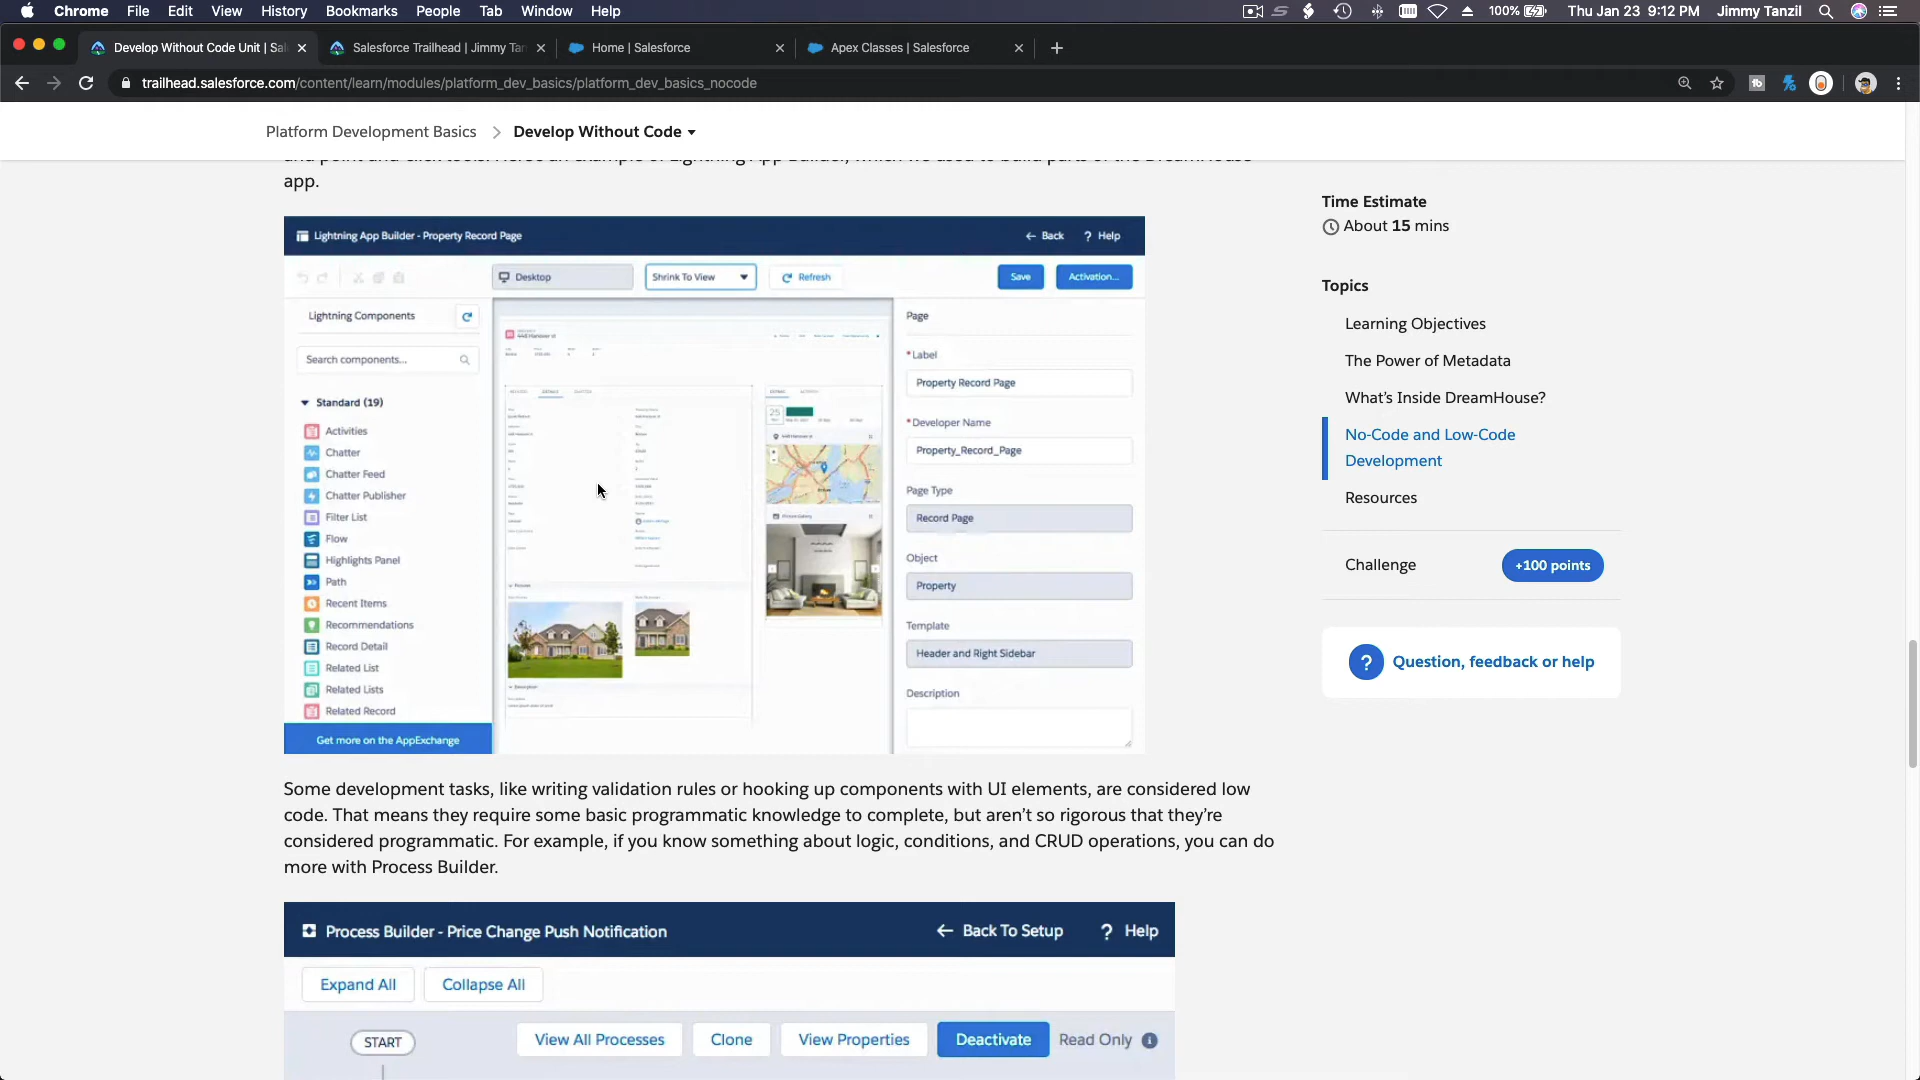 Chrome File Edit View History Bookmarks People Tab Window Help 100% Thu Jan 23 9:12 PM Jimmy Tanzil
Develop Without Code Unit | Sal Salesforce Trailhead | Jimmy Tan Home | Salesforce Apex Classes | Salesforce
trailhead.salesforce.com/content/learn/modules/platform_dev_basics/platform_dev_basics_nocode
Platform Development Basics > Develop Without Code
app.
Lightning App Builder - Property Record Page Back ? Help
Desktop Shrink To View Refresh Save Activation...
Lightning Components
Search components...
Standard (19)
Activities
Chatter
Chatter Feed
Chatter Publisher
Filter List
Flow
Highlights Panel
Path
Recent Items
Recommendations
Record Detail
Related List
Related Lists
Related Record
Get more on the AppExchange
25
Page
*Label
Property Record Page
*Developer Name
Property_Record_Page
Page Type
Record Page
Object
Property
Template
Header and Right Sidebar
Description
Some development tasks, like writing validation rules or hooking up components with UI elements, are considered low
code. That means they require some basic programmatic knowledge to complete, but aren't so rigorous that they're
considered programmatic. For example, if you know something about logic, conditions, and CRUD operations, you can do
more with Process Builder.
Process Builder - Price Change Push Notification Back To Setup ? Help
Expand All Collapse All
START View All Processes Clone View Properties Deactivate Read Only
Time Estimate
About 15 mins
Topics
Learning Objectives
The Power of Metadata
What's Inside DreamHouse?
No-Code and Low-Code
Development
Resources
Challenge +100 points
? Question, feedback or help